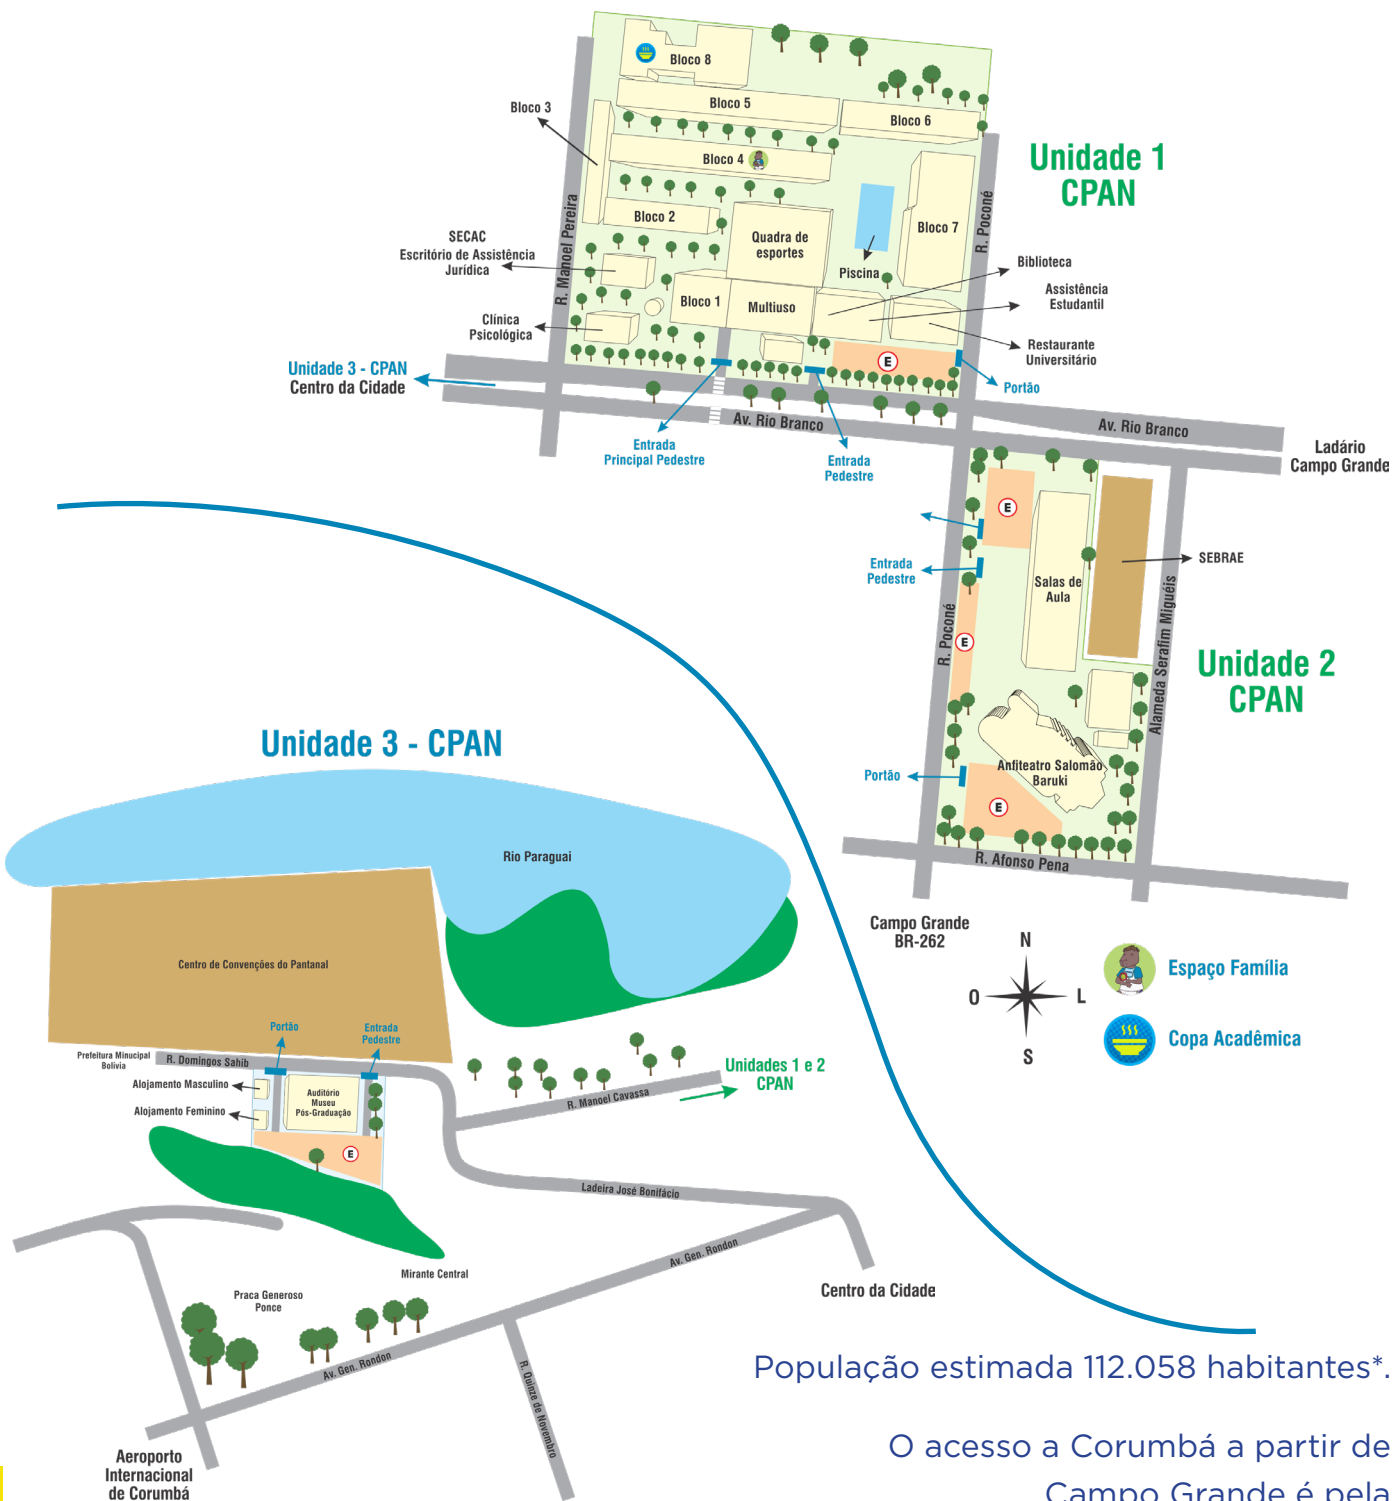 Bloco 8
Bloco 5
Bloco 3
Bloco 6
Bloco 4
Unidade 1
CPAN
R. Manoel Pereira
Bloco 2
Bloco 7
R. Poconé
SECAC
Escritório de Assistência
Jurídica
Quadra de
esportes
Piscina
Biblioteca
Assistência
Estudantil
Bloco 1
Multiuso
Clínica
Psicológica
Restaurante
Universitário
E
Unidade 3 - CPAN
Centro da Cidade
Portão
Av. Rio Branco
Av. Rio Branco
Entrada
Principal Pedestre
Entrada
Pedestre
Ladário
Campo Grande
E
Entrada
Pedestre
Salas de
Aula
SEBRAE
R. Poconé
E
Alameda Serafim Miguéis
Unidade 2
CPAN
Anfiteatro Salomão
Baruki
Portão
E
R. Afonso Pena
Campo Grande
BR-262
N
O
L
S
Espaço Família
Copa Acadêmica
Unidade 3 - CPAN
Rio Paraguai
Centro de Convenções do Pantanal
Portão
Entrada
Pedestre
Prefeitura Minucipal
Bolivia
R. Domingos Sahib
Alojamento Masculino
Alojamento Feminino
Auditório
Museu
Pós-Graduação
E
Unidades 1 e 2
CPAN
R. Manoel Cavassa
Ladeira José Bonifácio
Av. Gen. Rondon
Mirante Central
Centro da Cidade
Praca Generoso
Ponce
Av. Gen. Rondon
R. Quinze de Novembro
Aeroporto
Internacional
de Corumbá
População estimada 112.058 habitantes*.
O acesso a Corumbá a partir de
Campo Grande é pela